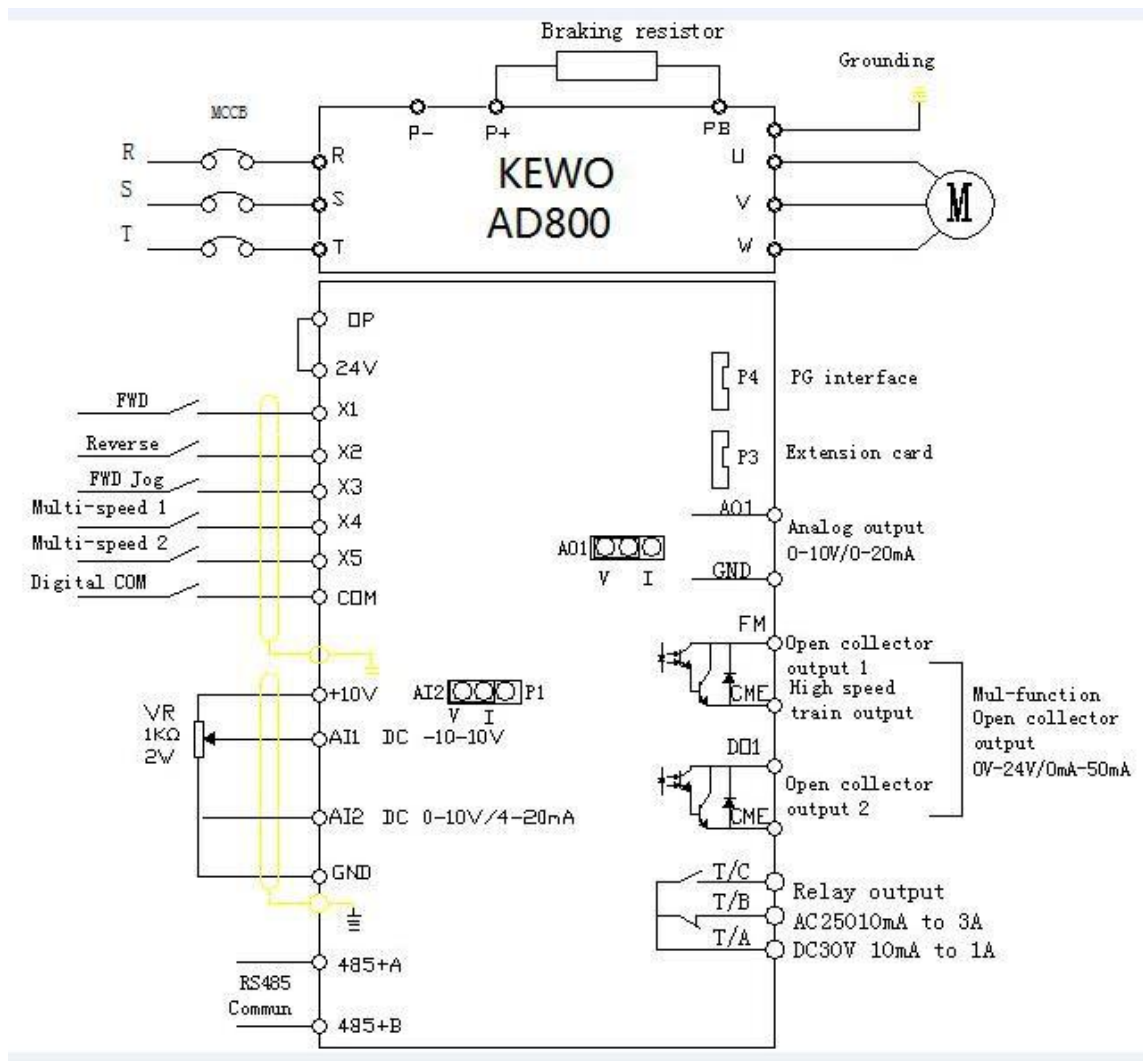 Braking resistor
Grounding
MCCB
P-
P+
PB
R
R
U
KEWO
S
S
V
M
AD800
T
T
W
OP
24V
FWD
X1
P4
PG interface
Reverse
X2
P3
Extension card
FWD Jog
X3
Multi-speed 1
X4
AO1
Analog output
0-10V/0-20mA
Multi-speed 2
X5
AO1
V
I
GND
Digital COM
COM
FM
Open collector
output 1
CME
High speed
train output
+10V
AI2
P1
V
I
VR
1KΩ
2W
AI1
DC -10-10V
Mul-function
Open collector
output
0V-24V/0mA-50mA
DO1
Open collector
output 2
CME
AI2
DC 0-10V/4-20mA
GND
T/C
Relay output
T/B
AC25010mA to 3A
T/A
DC30V 10mA to 1A
485+A
RS485
Commun
485+B